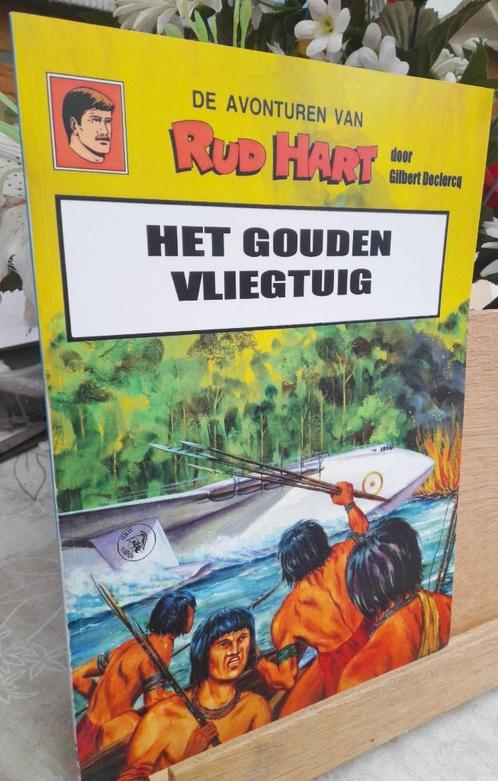 DE AVONTUREN VAN
RUD HART
door
Gilbert Declercq
HET GOUDEN
VLIEGTUIG